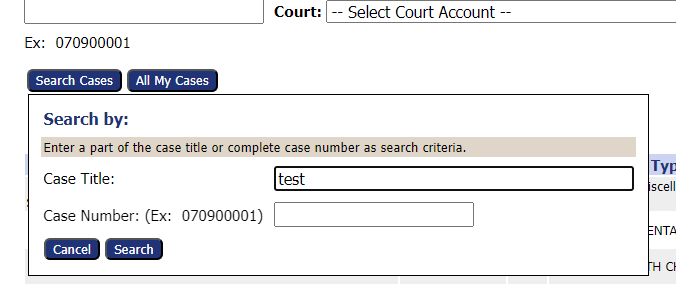 Court: -- Select Court Account --
Ex: 070900001
Search Cases All My Cases
Search by:
Enter a part of the case title or complete case number as search criteria.
Typ
Case Title: test
iscell
Case Number: (Ex: 070900001)
ENTA
Cancel Search
TH CH